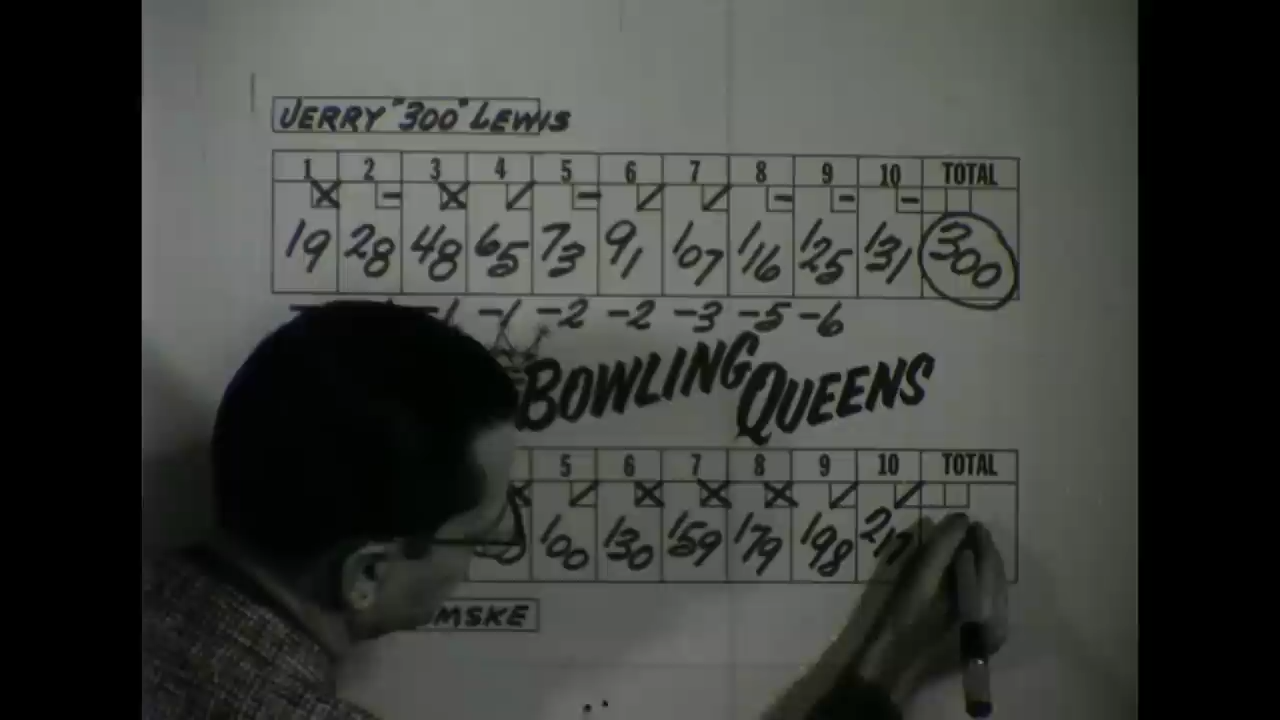 JERRY "300" LEWIS
1 2 3 4 5 6 7 8 9 10 TOTAL
X - X / - / / - - -
19 28 48 65 73 91 107 116 125 131 300
-1 -1 -2 -2 -3 -5 -6
BOWLING QUEENS
5 6 7 8 9 10 TOTAL
/ X X X / /
100 130 159 179 198 217
MSKE